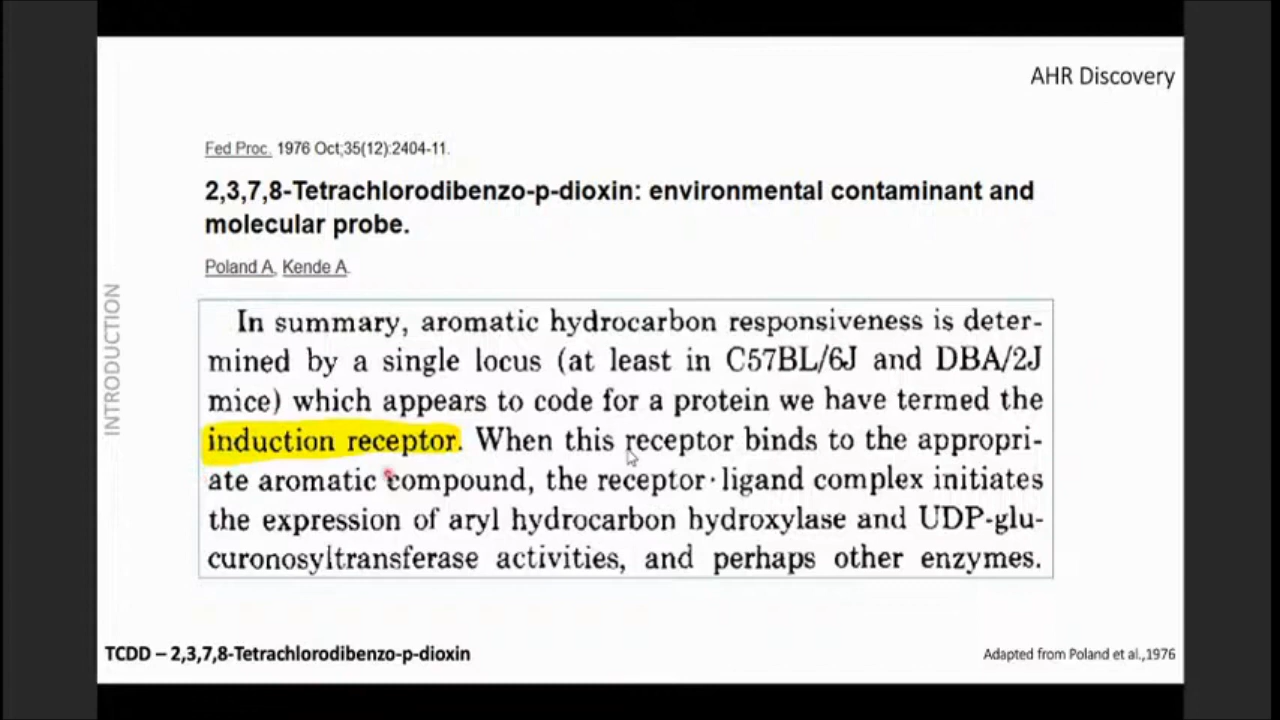 AHR Discovery
Fed Proc. 1976 Oct;35(12):2404-11.
2,3,7,8-Tetrachlorodibenzo-p-dioxin: environmental contaminant and
molecular probe.
Poland A, Kende A.
INTRODUCTION
In summary, aromatic hydrocarbon responsiveness is deter-
mined by a single locus (at least in C57BL/6J and DBA/2J
mice) which appears to code for a protein we have termed the
induction receptor. When this receptor binds to the appropri-
ate aromatic compound, the receptor·ligand complex initiates
the expression of aryl hydrocarbon hydroxylase and UDP-glu-
curonosyltransferase activities, and perhaps other enzymes.
TCDD – 2,3,7,8-Tetrachlorodibenzo-p-dioxin
Adapted from Poland et al.,1976